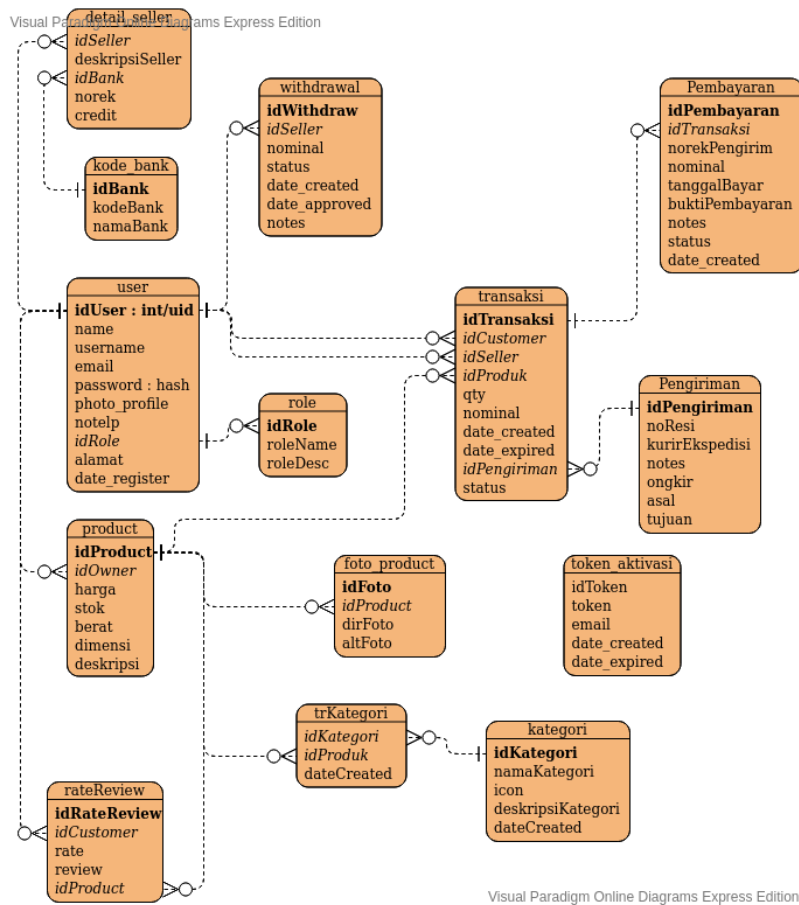 Visual Paradigm Online Diagrams Express Edition
detail_seller
idSeller
deskripsiSeller
idBank
norek
credit
kode_bank
idBank
kodeBank
namaBank
withdrawal
idWithdraw
idSeller
nominal
status
date_created
date_approved
notes
Pembayaran
idPembayaran
idTransaksi
norekPengirim
nominal
tanggalBayar
buktiPembayaran
notes
status
date_created
user
idUser : int/uid
name
username
email
password : hash
photo_profile
notelp
idRole
alamat
date_register
role
idRole
roleName
roleDesc
transaksi
idTransaksi
idCustomer
idSeller
idProduk
qty
nominal
date_created
date_expired
idPengiriman
status
Pengiriman
idPengiriman
noResi
kurirEkspedisi
notes
ongkir
asal
tujuan
product
idProduct
idOwner
harga
stok
berat
dimensi
deskripsi
foto_product
idFoto
idProduct
dirFoto
altFoto
token_aktivasi
idToken
token
email
date_created
date_expired
trKategori
idKategori
idProduk
dateCreated
kategori
idKategori
namaKategori
icon
deskripsiKategori
dateCreated
rateReview
idRateReview
idCustomer
rate
review
idProduct
Visual Paradigm Online Diagrams Express Edition